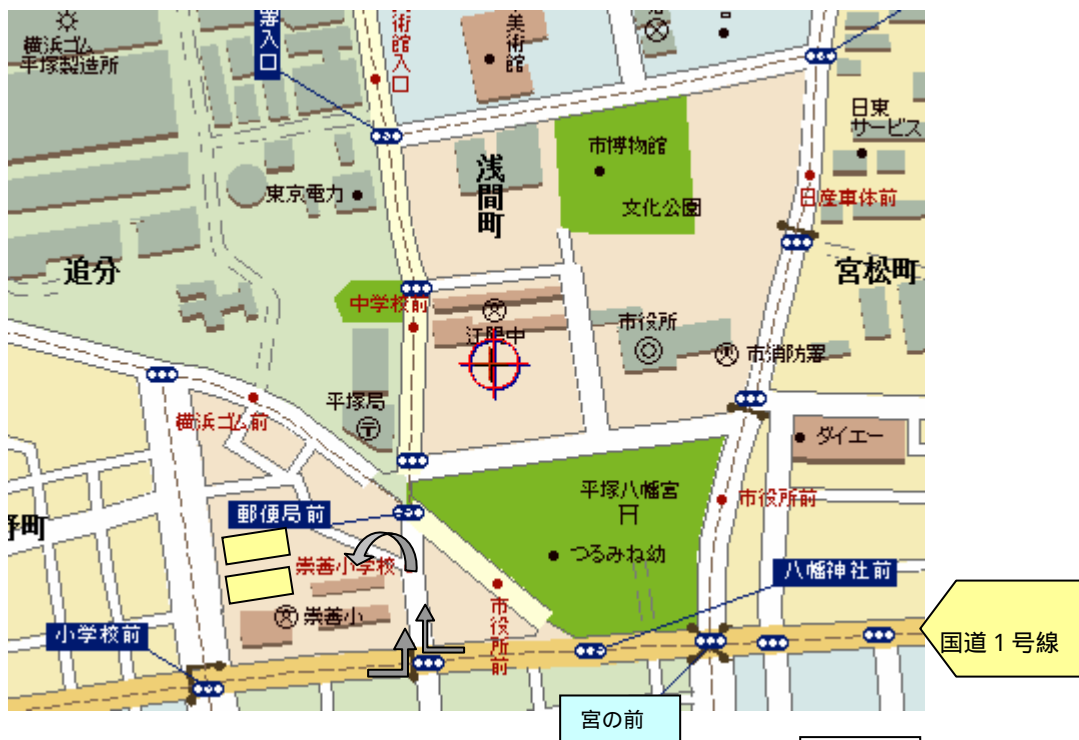 横浜ゴム
平塚製造所
美術館入口
美術館
日東
サービス
市博物館
文化公園
浅間町
東京電力
日産車体前
追分
宮松町
中学校前
江陽中
市役所
市消防署
平塚局
横浜ゴム前
ダイエー
平塚八幡宮
市役所前
郵便局前
つるみね幼
崇善小学校
八幡神社前
崇善小
市役所前
小学校前
国道1号線
宮の前